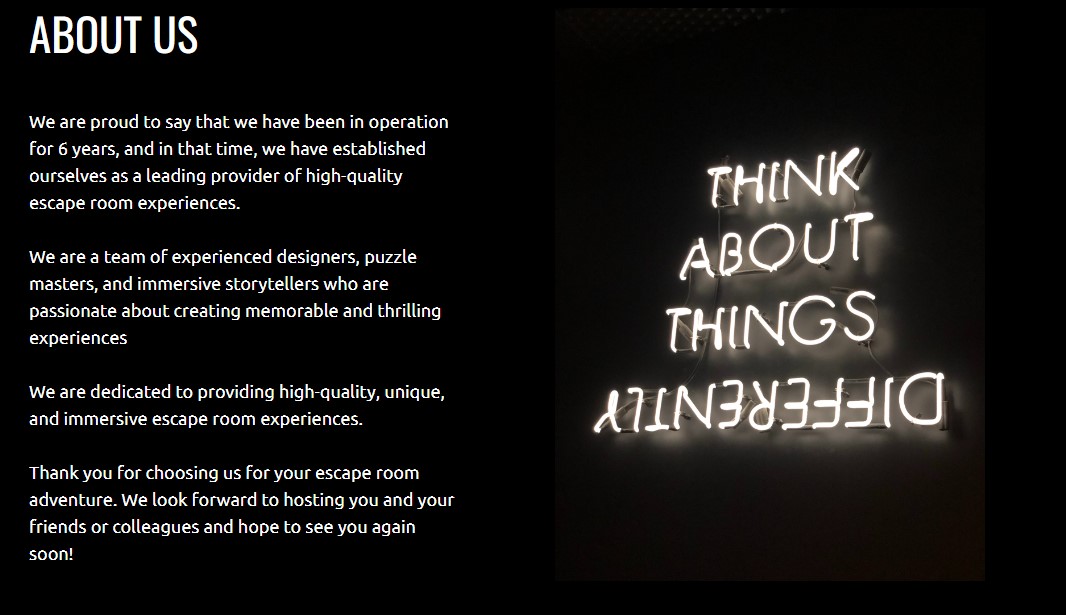 ABOUT US
We are proud to say that we have been in operation
for 6 years, and in that time, we have established
ourselves as a leading provider of high-quality
escape room experiences.
We are a team of experienced designers, puzzle
masters, and immersive storytellers who are
passionate about creating memorable and thrilling
experiences
We are dedicated to providing high-quality, unique,
and immersive escape room experiences.
Thank you for choosing us for your escape room
adventure. We look forward to hosting you and your
friends or colleagues and hope to see you again
soon!
THINK
ABOUT
THINGS
DIFFERENTLY